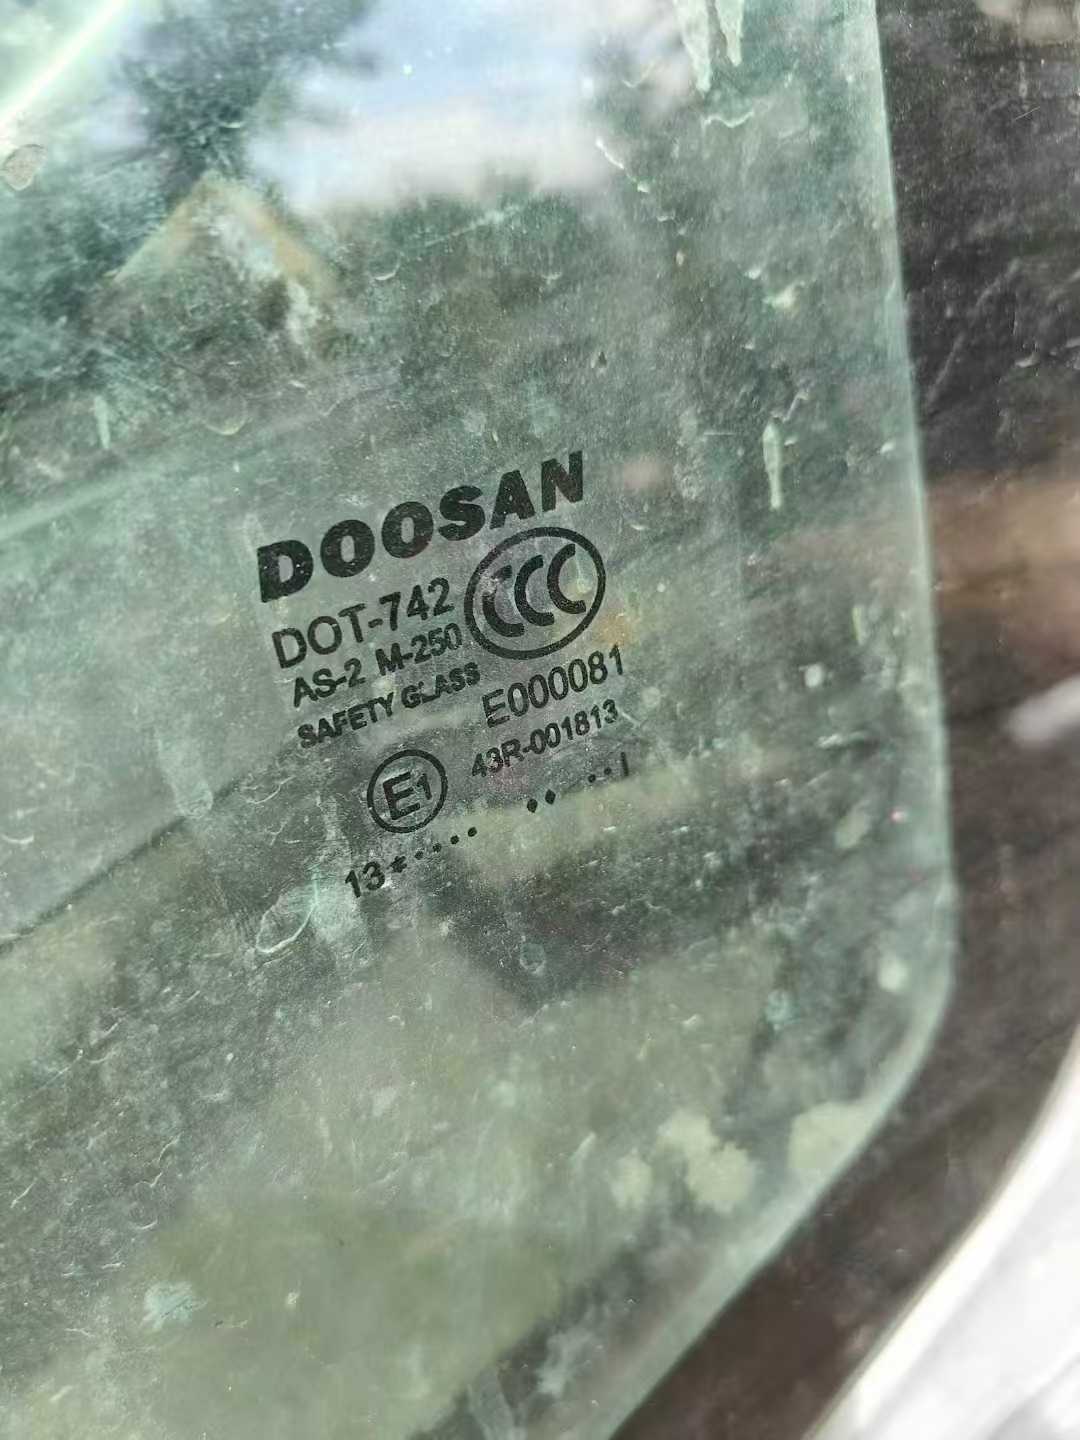 DOOSAN
DOT-742 CCC
AS-2 M-250
SAFETY GLASS E000081
E1 43R-001813
13*.... ♦♦ ..|